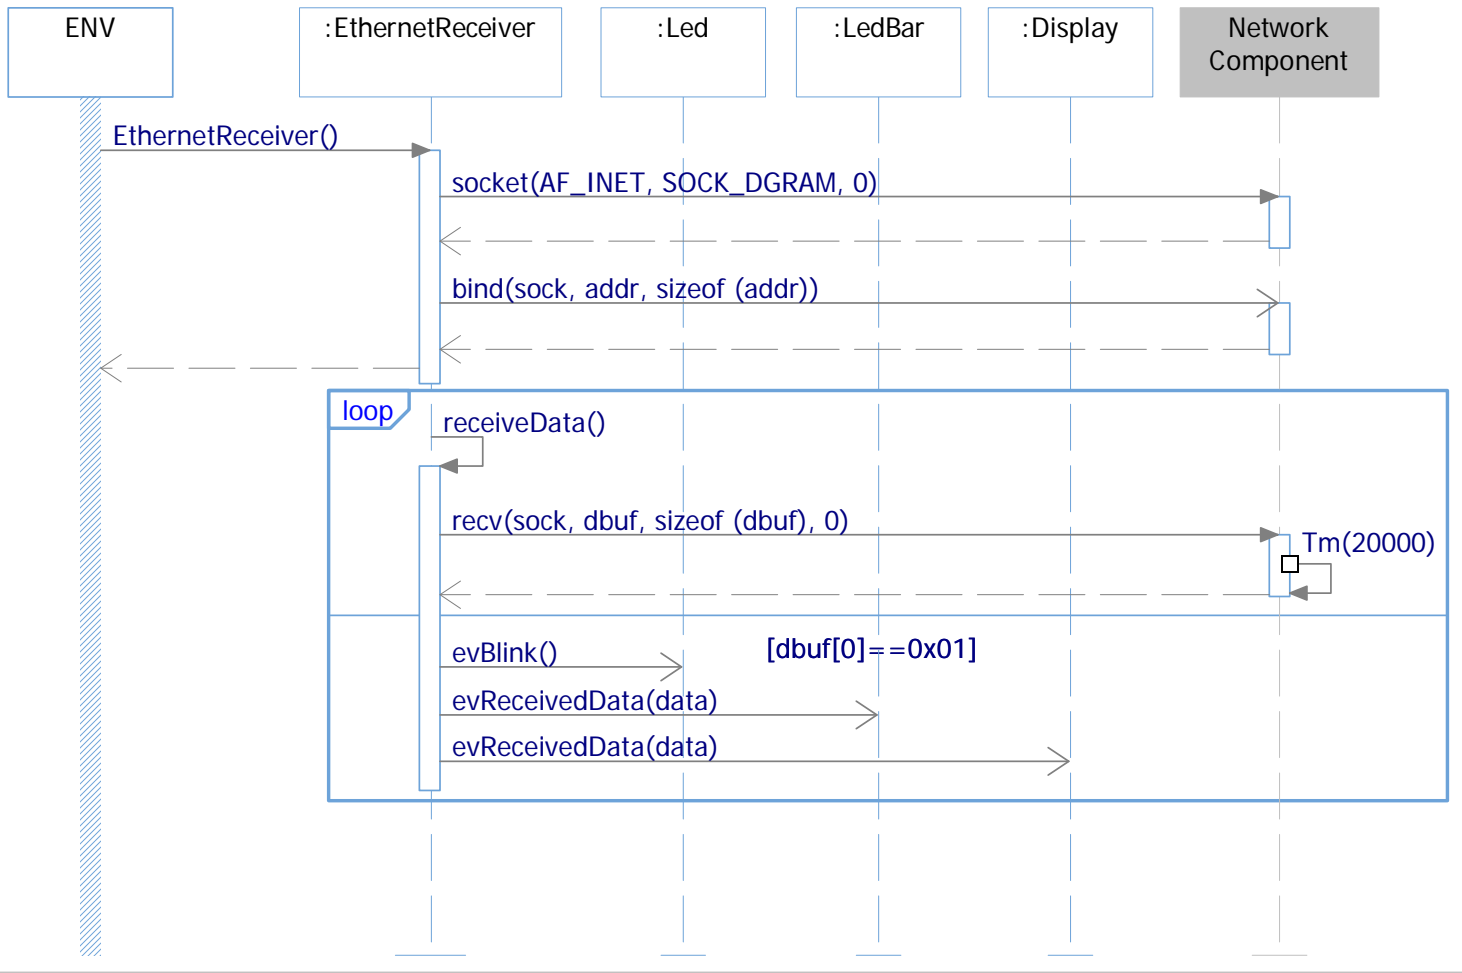 ENV
:EthernetReceiver
:Led
:LedBar
:Display
Network
Component
EthernetReceiver()
socket(AF_INET, SOCK_DGRAM, 0)
bind(sock, addr, sizeof (addr))
loop
receiveData()
recv(sock, dbuf, sizeof (dbuf), 0)
Tm(20000)
evBlink()
[dbuf[0]==0x01]
evReceivedData(data)
evReceivedData(data)